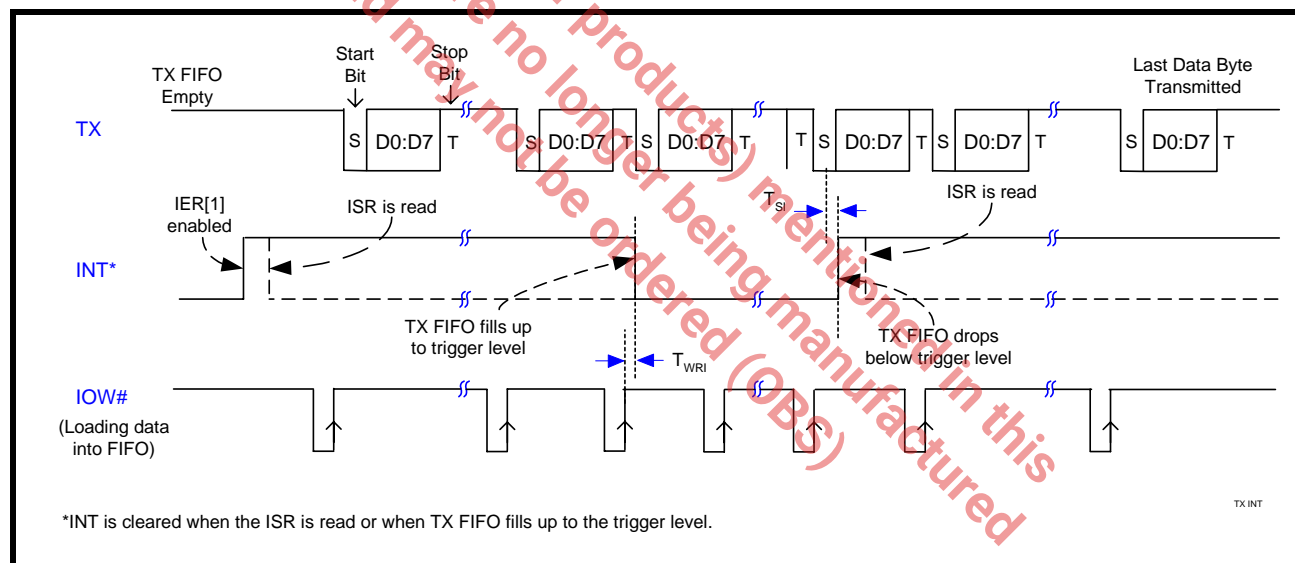 products) mentioned in this
are no longer being manufactured
and may not be ordered (OBS)
TX FIFO
Empty
Start
Bit
Stop
Bit
Last Data Byte
Transmitted
TX
S D0:D7 T S D0:D7 T S D0:D7 T T S D0:D7 T S D0:D7 T S D0:D7 T
IER[1]
enabled
ISR is read
TSI
ISR is read
INT*
TX FIFO fills up
to trigger level
TX FIFO drops
below trigger level
TWRI
IOW#
(Loading data
into FIFO)
*INT is cleared when the ISR is read or when TX FIFO fills up to the trigger level.
TX INT